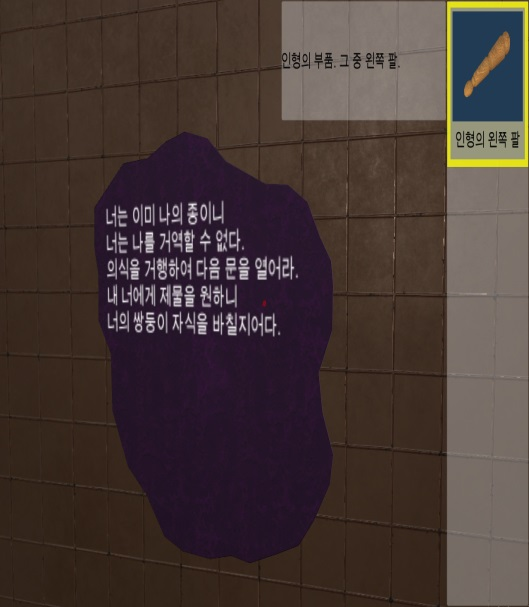 인형의 부품. 그 중 왼쪽 팔.
인형의 왼쪽 팔
너는 이미 나의 종이니
너는 나를 거역할 수 없다.
의식을 거행하여 다음 문을 열어라.
내 너에게 제물을 원하니
너의 쌍둥이 자식을 바칠지어다.